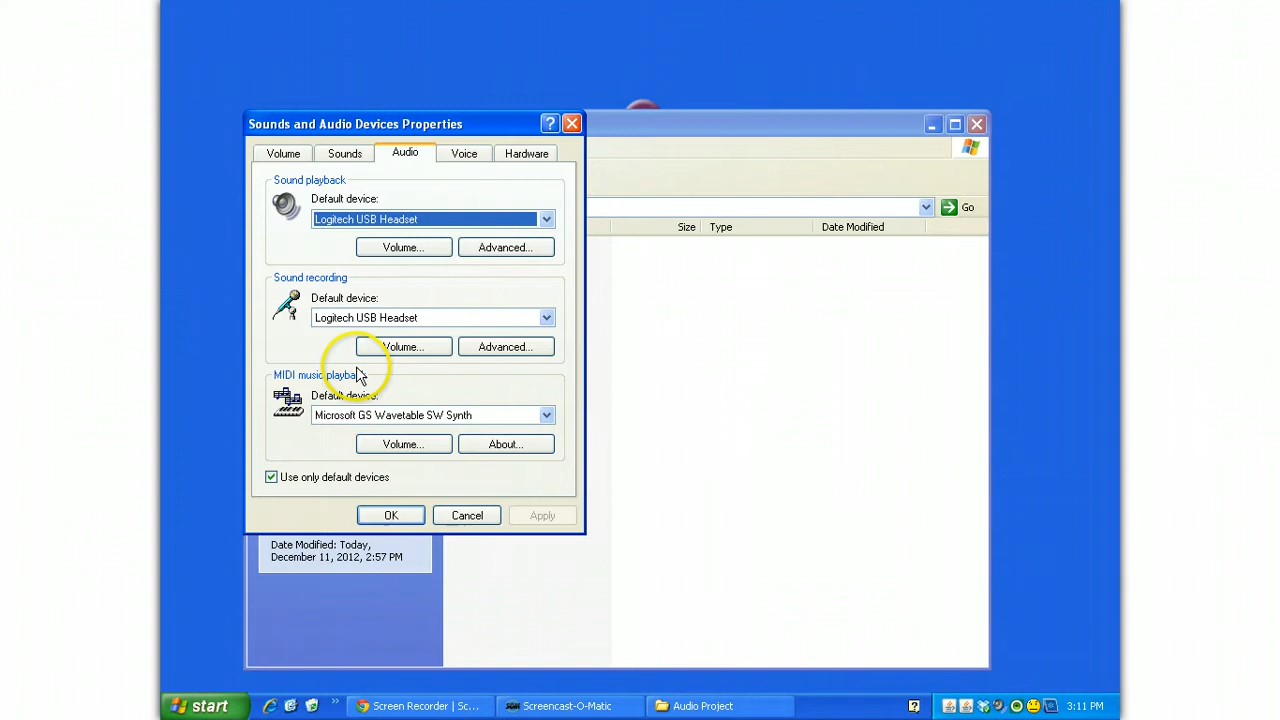 Sounds and Audio Devices Properties
Volume
Sounds
Audio
Voice
Hardware
Sound playback
Default device:
Logitech USB Headset
Volume...
Advanced...
Sound recording
Default device:
Logitech USB Headset
Volume...
Advanced...
MIDI music playback
Default device:
Microsoft GS Wavetable SW Synth
Volume...
About...
Use only default devices
OK
Cancel
Apply
Go
Size
Type
Date Modified
Date Modified: Today,
December 11, 2012, 2:57 PM
start
Screen Recorder | Sc...
Screencast-O-Matic
Audio Project
3:11 PM